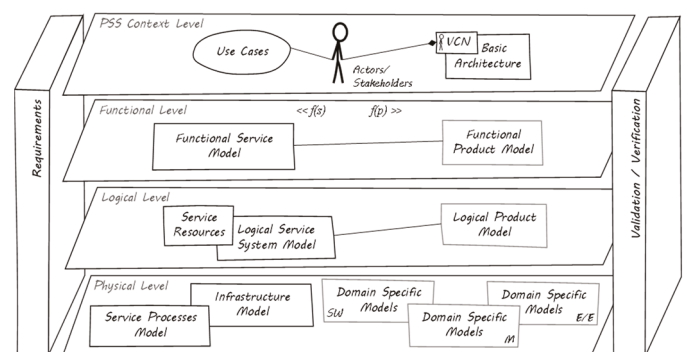 PSS Context Level
Use Cases
Actors/
Stakeholders
VCN
Basic
Architecture
Requirements
Validation / Verification
Functional Level
<< f(s)
f(p) >>
Functional Service
Model
Functional
Product Model
Logical Level
Service
Resources
Logical Service
System Model
Logical Product
Model
Physical Level
Service Processes
Model
Infrastructure
Model
Domain Specific
Models
SW
Domain Specific
Models
M
Domain Specific
Models
E/E